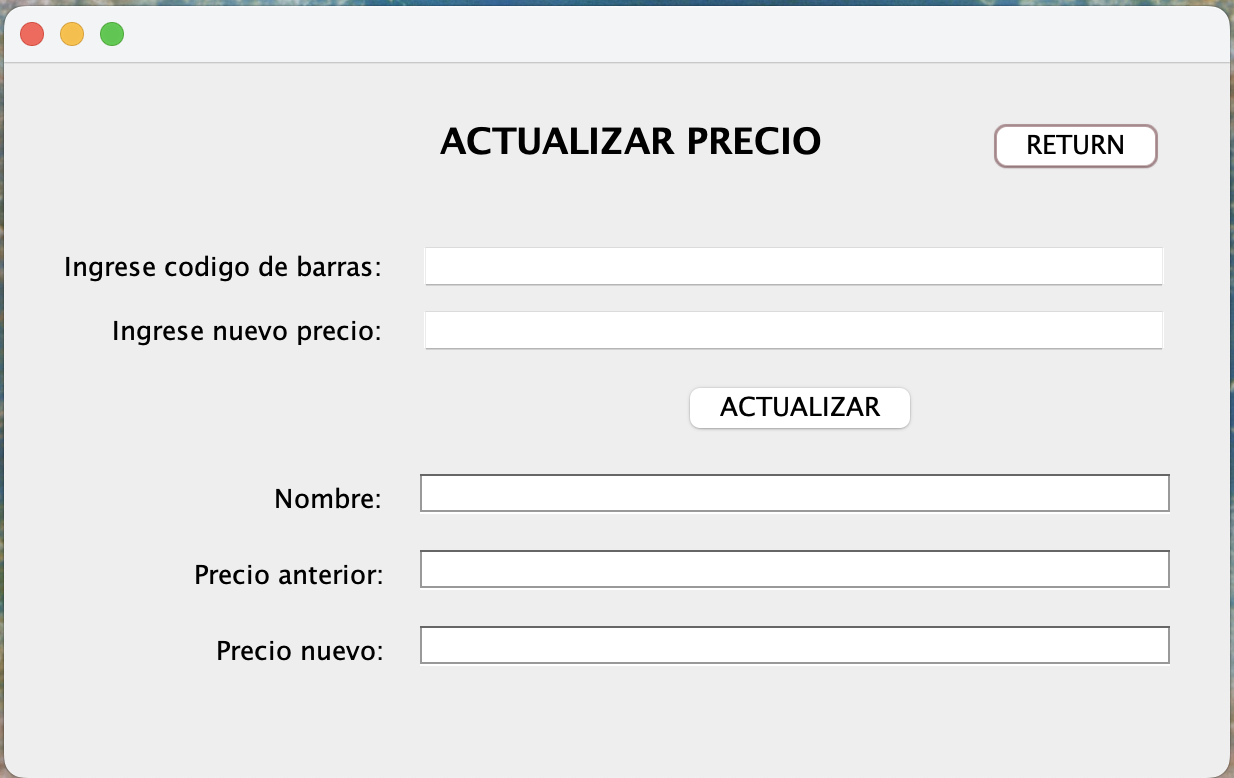 ACTUALIZAR PRECIO
RETURN
Ingrese codigo de barras:
Ingrese nuevo precio:
ACTUALIZAR
Nombre:
Precio anterior:
Precio nuevo: